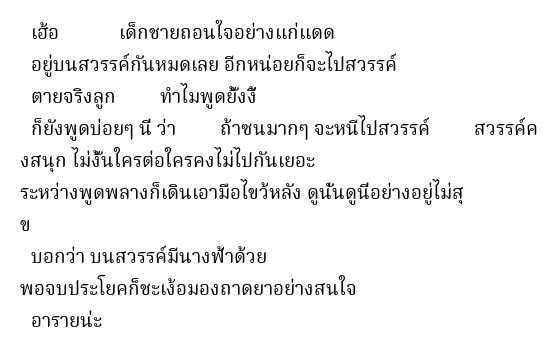 เฮ้อ เด็กชายถอนใจอย่างแก่แดด
อยู่บนสวรรค์กันหมดเลย อีกหน่อยก็จะไปสวรรค์
ตายจริงลูก ทำไมพูดยั้งงี้
ก็ยังพูดบ่อยๆ นี่ ว่า ถ้าซนมากๆ จะหนีไปสวรรค์ สวรรค์ค
งสนุก ไม่งั้นใครต่อใครคงไม่ไปกันเยอะ
ระหว่างพูดพลางก็เดินเอามือไขว้หลัง ดูนั่นดูนี่อย่างอยู่ไม่สุ
ข
บอกว่า บนสวรรค์มีนางฟ้าด้วย
พอจบประโยคก็ชะเง้อมองถาดยาอย่างสนใจ
อารายน่ะ